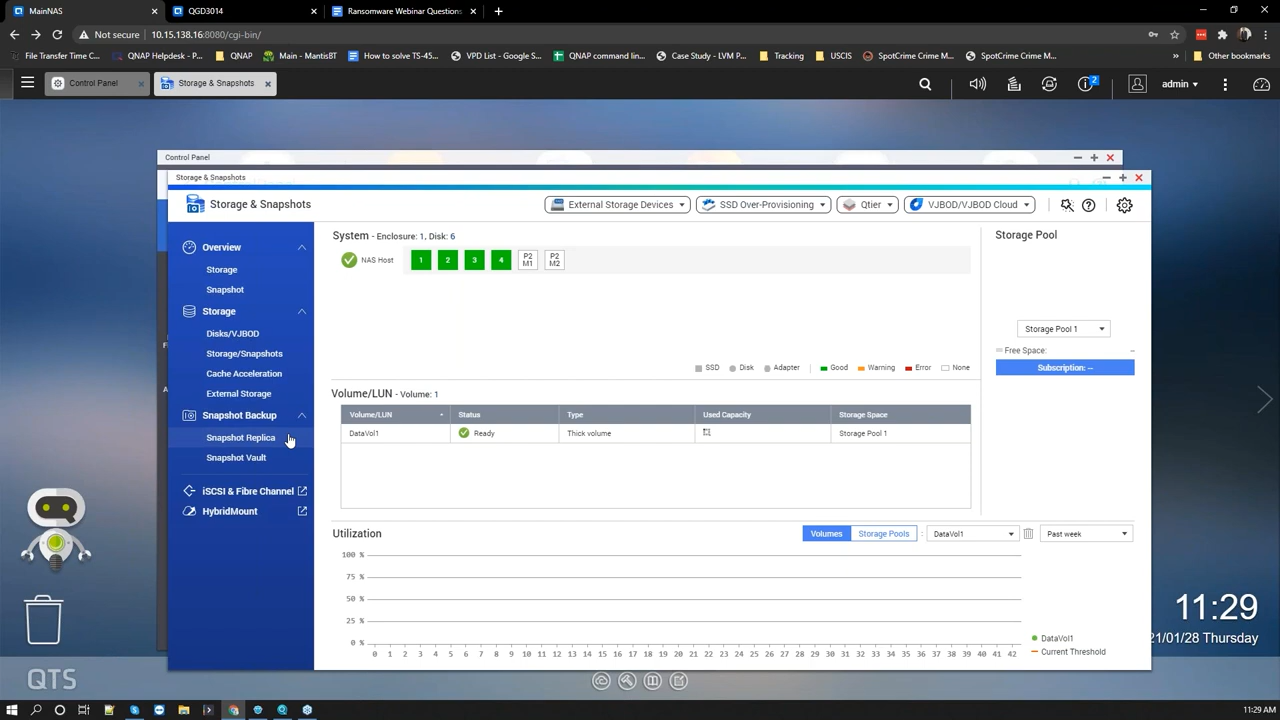 MainNAS
QGD3014
Ransomware Webinar Questions
Not secure 10.15.138.16:8080/cgi-bin/
File Transfer Time C...
QNAP Helpdesk - P...
QNAP
Main - MantisBT
How to solve TS-45...
VPD List - Google S...
QNAP command lin...
Case Study - LVM P...
Tracking
USCIS
SpotCrime Crime M...
SpotCrime Crime M...
»
Other bookmarks
Control Panel
Storage & Snapshots
2
admin
Control Panel
Storage & Snapshots
Storage & Snapshots
External Storage Devices
SSD Over-Provisioning
Qtier
VJBOD/VJBOD Cloud
Overview
Storage
Snapshot
Storage
Disks/VJBOD
Storage/Snapshots
Cache Acceleration
External Storage
Snapshot Backup
Snapshot Replica
Snapshot Vault
iSCSI & Fibre Channel
HybridMount
System - Enclosure: 1, Disk: 6
NAS Host
1
2
3
4
P2 M1
P2 M2
SSD
Disk
Adapter
Good
Warning
Error
None
Storage Pool
Storage Pool 1
Free Space: --
Subscription: --
Volume/LUN - Volume: 1
Volume/LUN Status Type Used Capacity Storage Space
DataVol1 Ready Thick volume Storage Pool 1
Utilization
Volumes
Storage Pools
:
DataVol1
Past week
100 %
75 %
50 %
25 %
0 %
0 1 2 3 4 5 6 7 8 9 10 11 12 13 14 15 16 17 18 19 20 21 22 23 24 25 26 27 28 29 30 31 32 33 34 35 36 37 38 39 40 41 42
DataVol1
Current Threshold
11:29
21/01/28 Thursday
QTS
11:29 AM